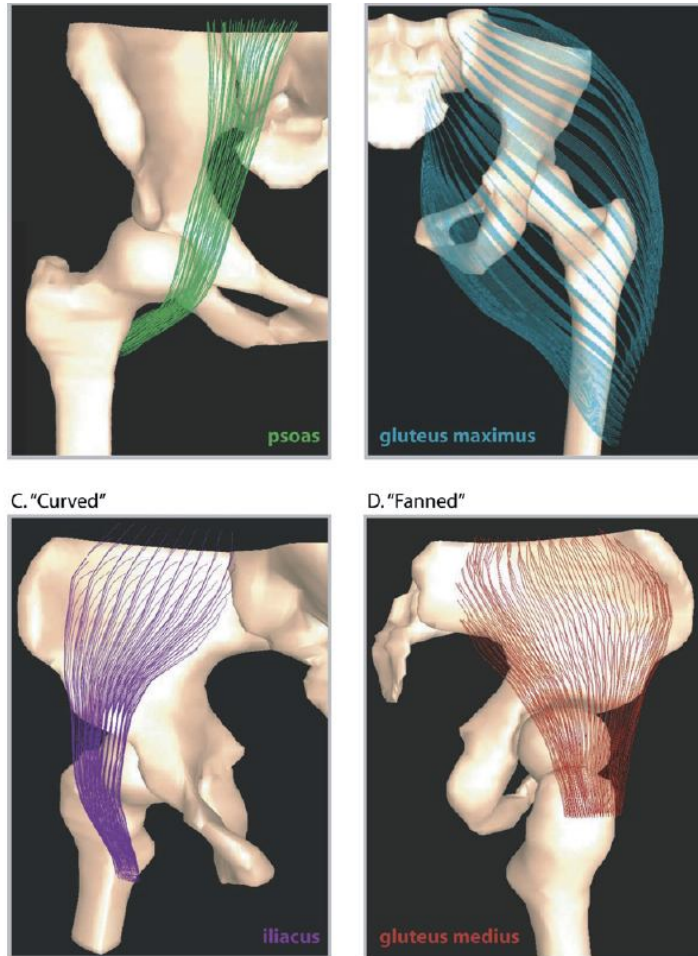 psoas
gluteus maximus
C. "Curved"
D. "Fanned"
iliacus
gluteus medius